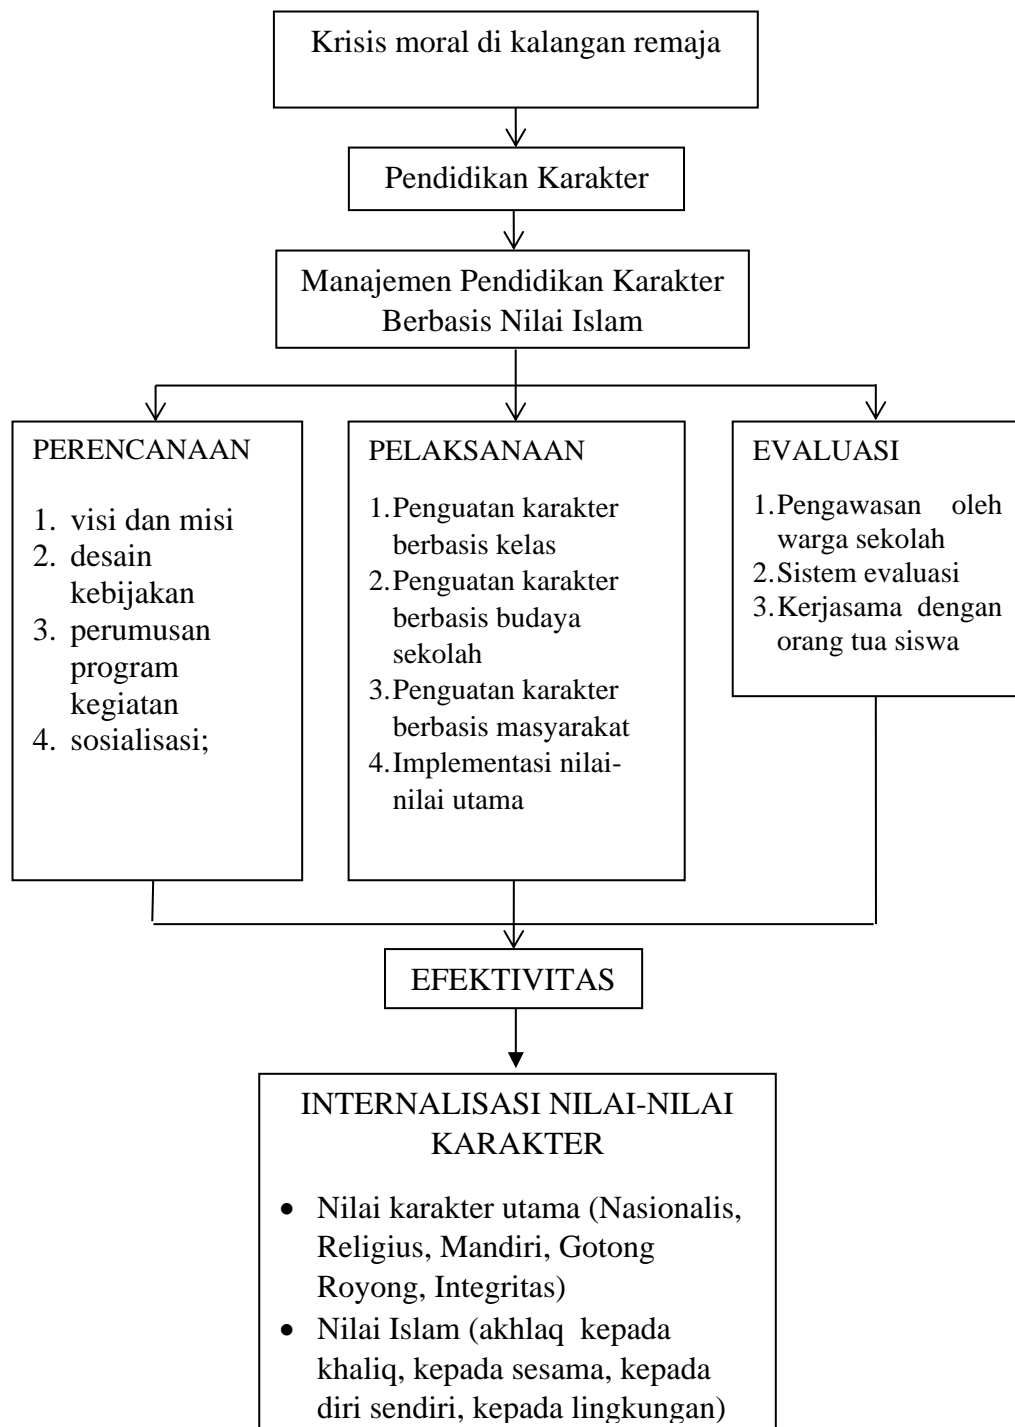 Krisis moral di kalangan remaja
Pendidikan Karakter
Manajemen Pendidikan Karakter
Berbasis Nilai Islam
PERENCANAAN
1. visi dan misi
2. desain
kebijakan
3. perumusan
program
kegiatan
4. sosialisasi;
PELAKSANAAN
1. Penguatan karakter
berbasis kelas
2. Penguatan karakter
berbasis budaya
sekolah
3. Penguatan karakter
berbasis masyarakat
4. Implementasi nilai-
nilai utama
EVALUASI
1. Pengawasan oleh
warga sekolah
2. Sistem evaluasi
3. Kerjasama dengan
orang tua siswa
EFEKTIVITAS
INTERNALISASI NILAI-NILAI
KARAKTER
• Nilai karakter utama (Nasionalis,
Religius, Mandiri, Gotong
Royong, Integritas)
• Nilai Islam (akhlaq kepada
khaliq, kepada sesama, kepada
diri sendiri, kepada lingkungan)